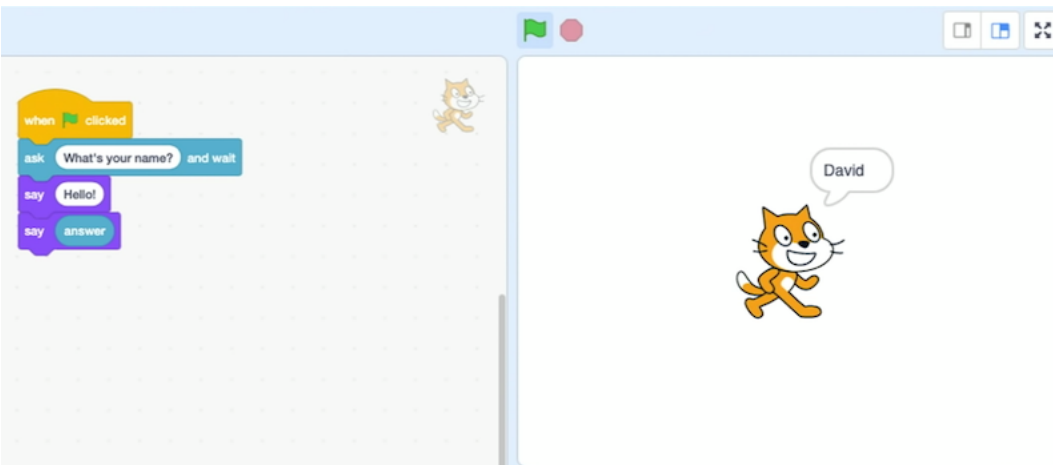 when clicked
ask What's your name? and wait
say Hello!
say answer
David